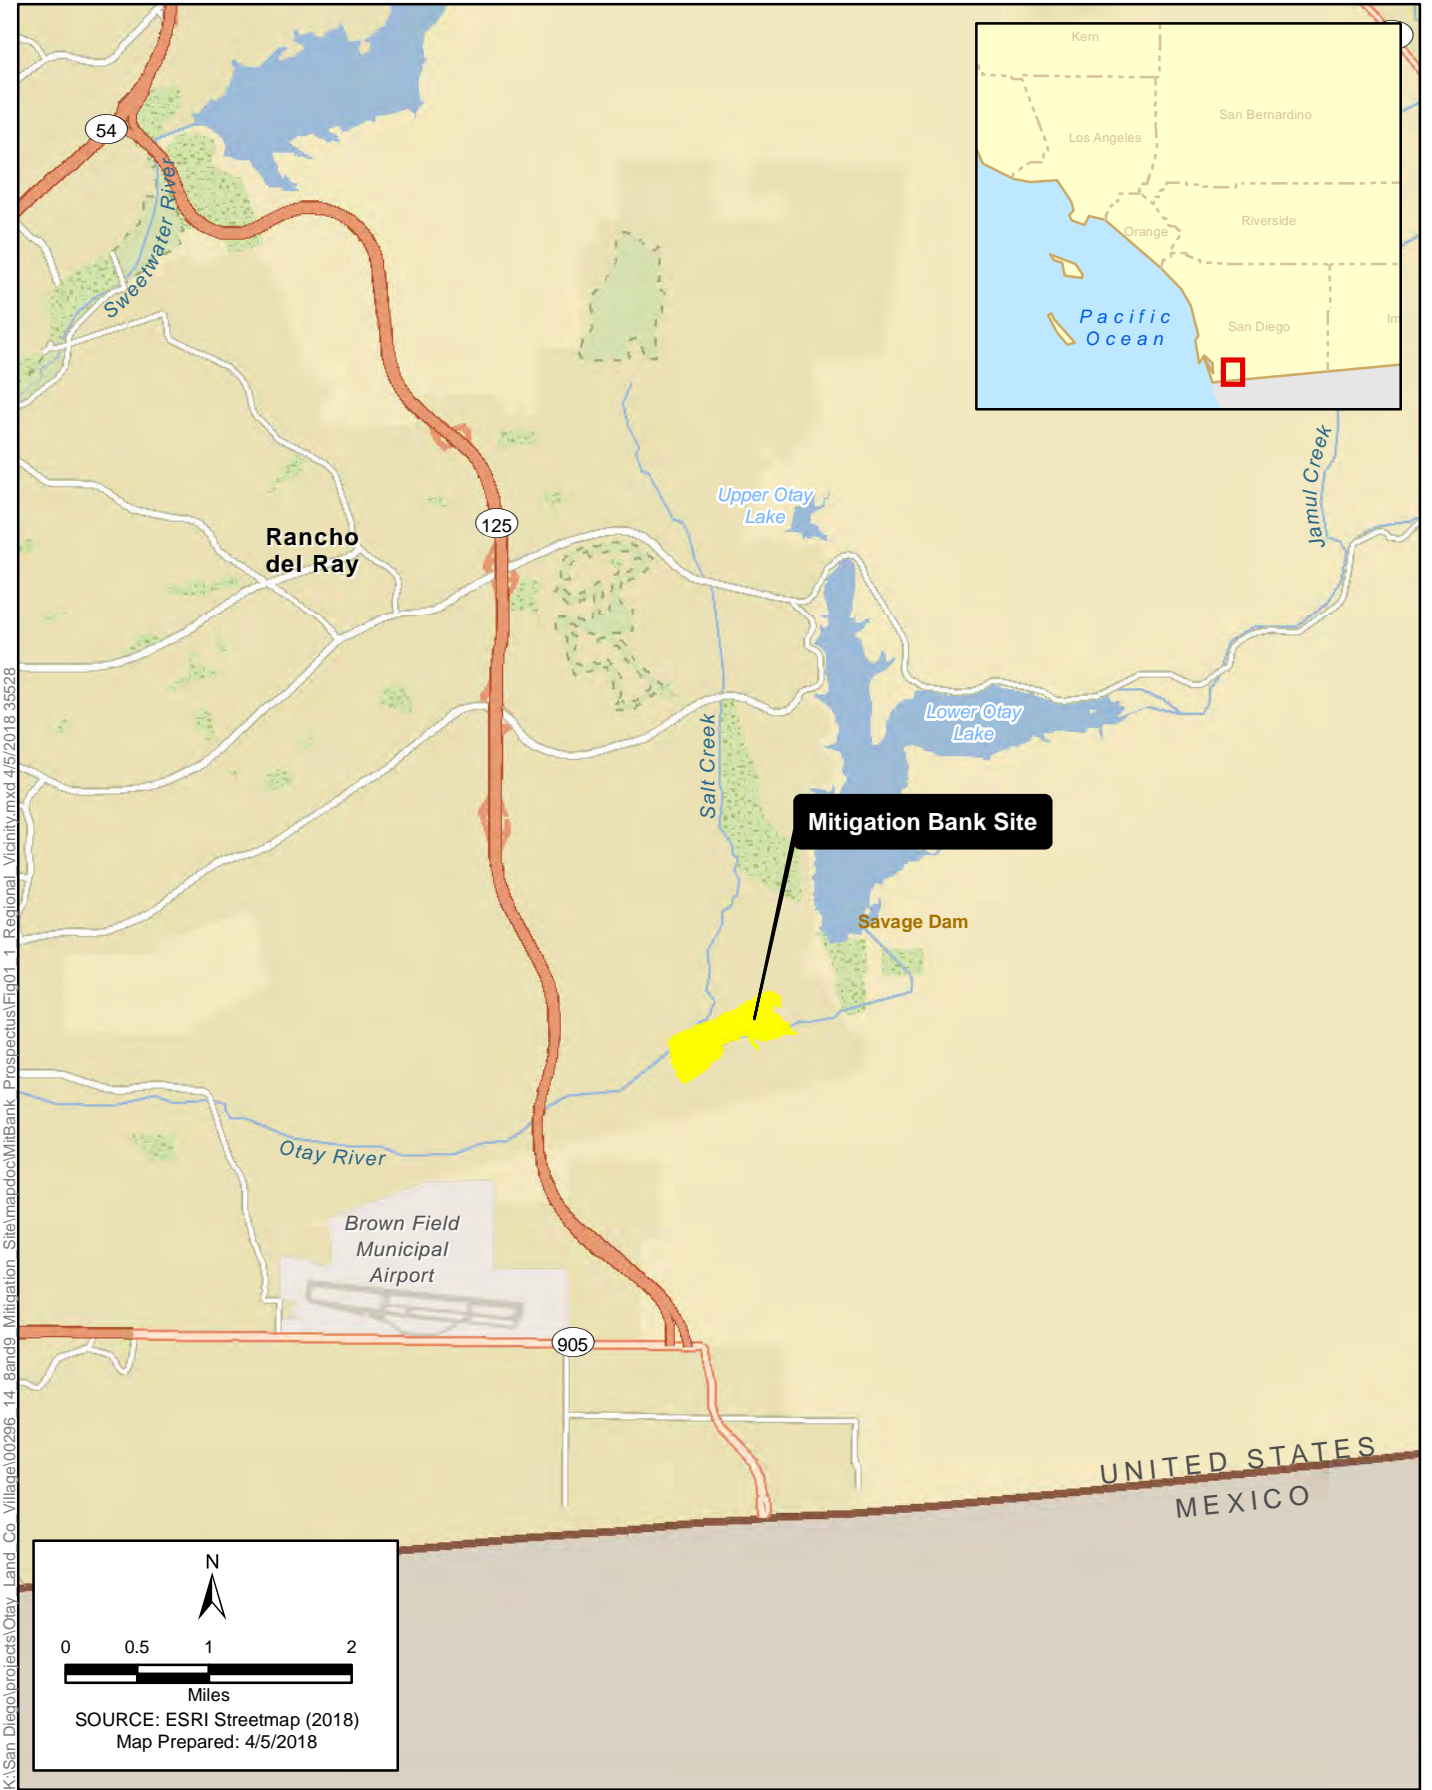 Kern
San Bernardino
Los Angeles
Riverside
Orange
Pacific
Ocean
San Diego
Im
54
Sweetwater River
Jamul Creek
Upper Otay
Lake
125
Rancho
del Ray
Lower Otay
Lake
Salt Creek
Mitigation Bank Site
Savage Dam
Otay River
Brown Field
Municipal
Airport
905
UNITED STATES
MEXICO
N
0 0.5 1 2
Miles
SOURCE: ESRI Streetmap (2018)
Map Prepared: 4/5/2018
K:\San Diego\projects\Otay_Land_Co_Village\00296_14_8and9_Mitigation_Site\mapdoc\MitBank_Prospectus\Fig01_1_Regional_Vicinity.mxd 4/5/2018 35528